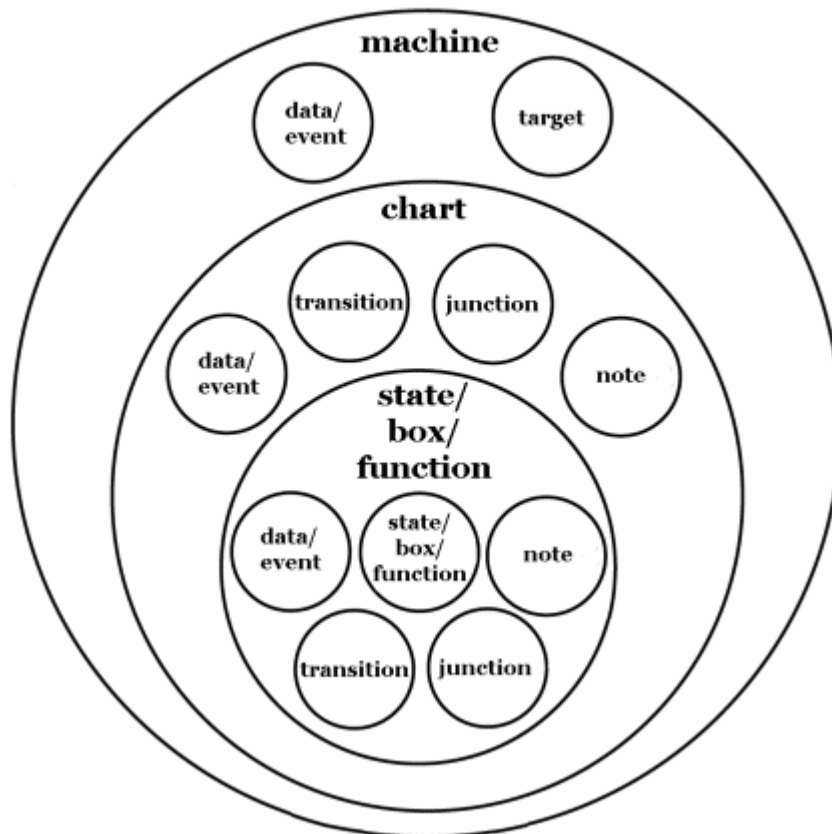 machine
data/
event
target
chart
transition
junction
data/
event
note
state/
box/
function
data/
event
state/
box/
function
note
transition
junction